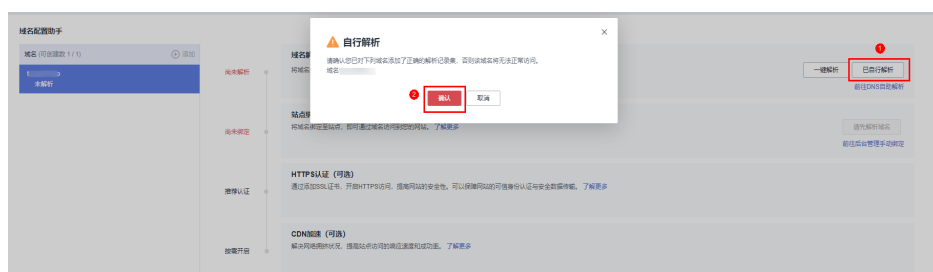 域名配置助手
域名 (可创建数 1 / 1)
添加
未解析
尚未解析
域名
将域名
一键解析
已自行解析
前往DNS自助解析
1
自行解析
请确认您已对下列域名添加了正确的解析记录集，否则该域名将无法正常访问。
域名
2
确认
取消
尚未绑定
站点
将域名绑定至站点，即可通过域名访问到您的网站。 了解更多
请先解析域名
前往后台管理手动绑定
推荐认证
HTTPS认证（可选）
通过添加SSL证书，开启HTTPS访问，提高网站的安全性。可以保障网站的可信身份认证与安全数据传输。 了解更多
按需开启
CDN加速（可选）
解决网络拥挤状况，提高站点访问的响应速度和成功率。 了解更多